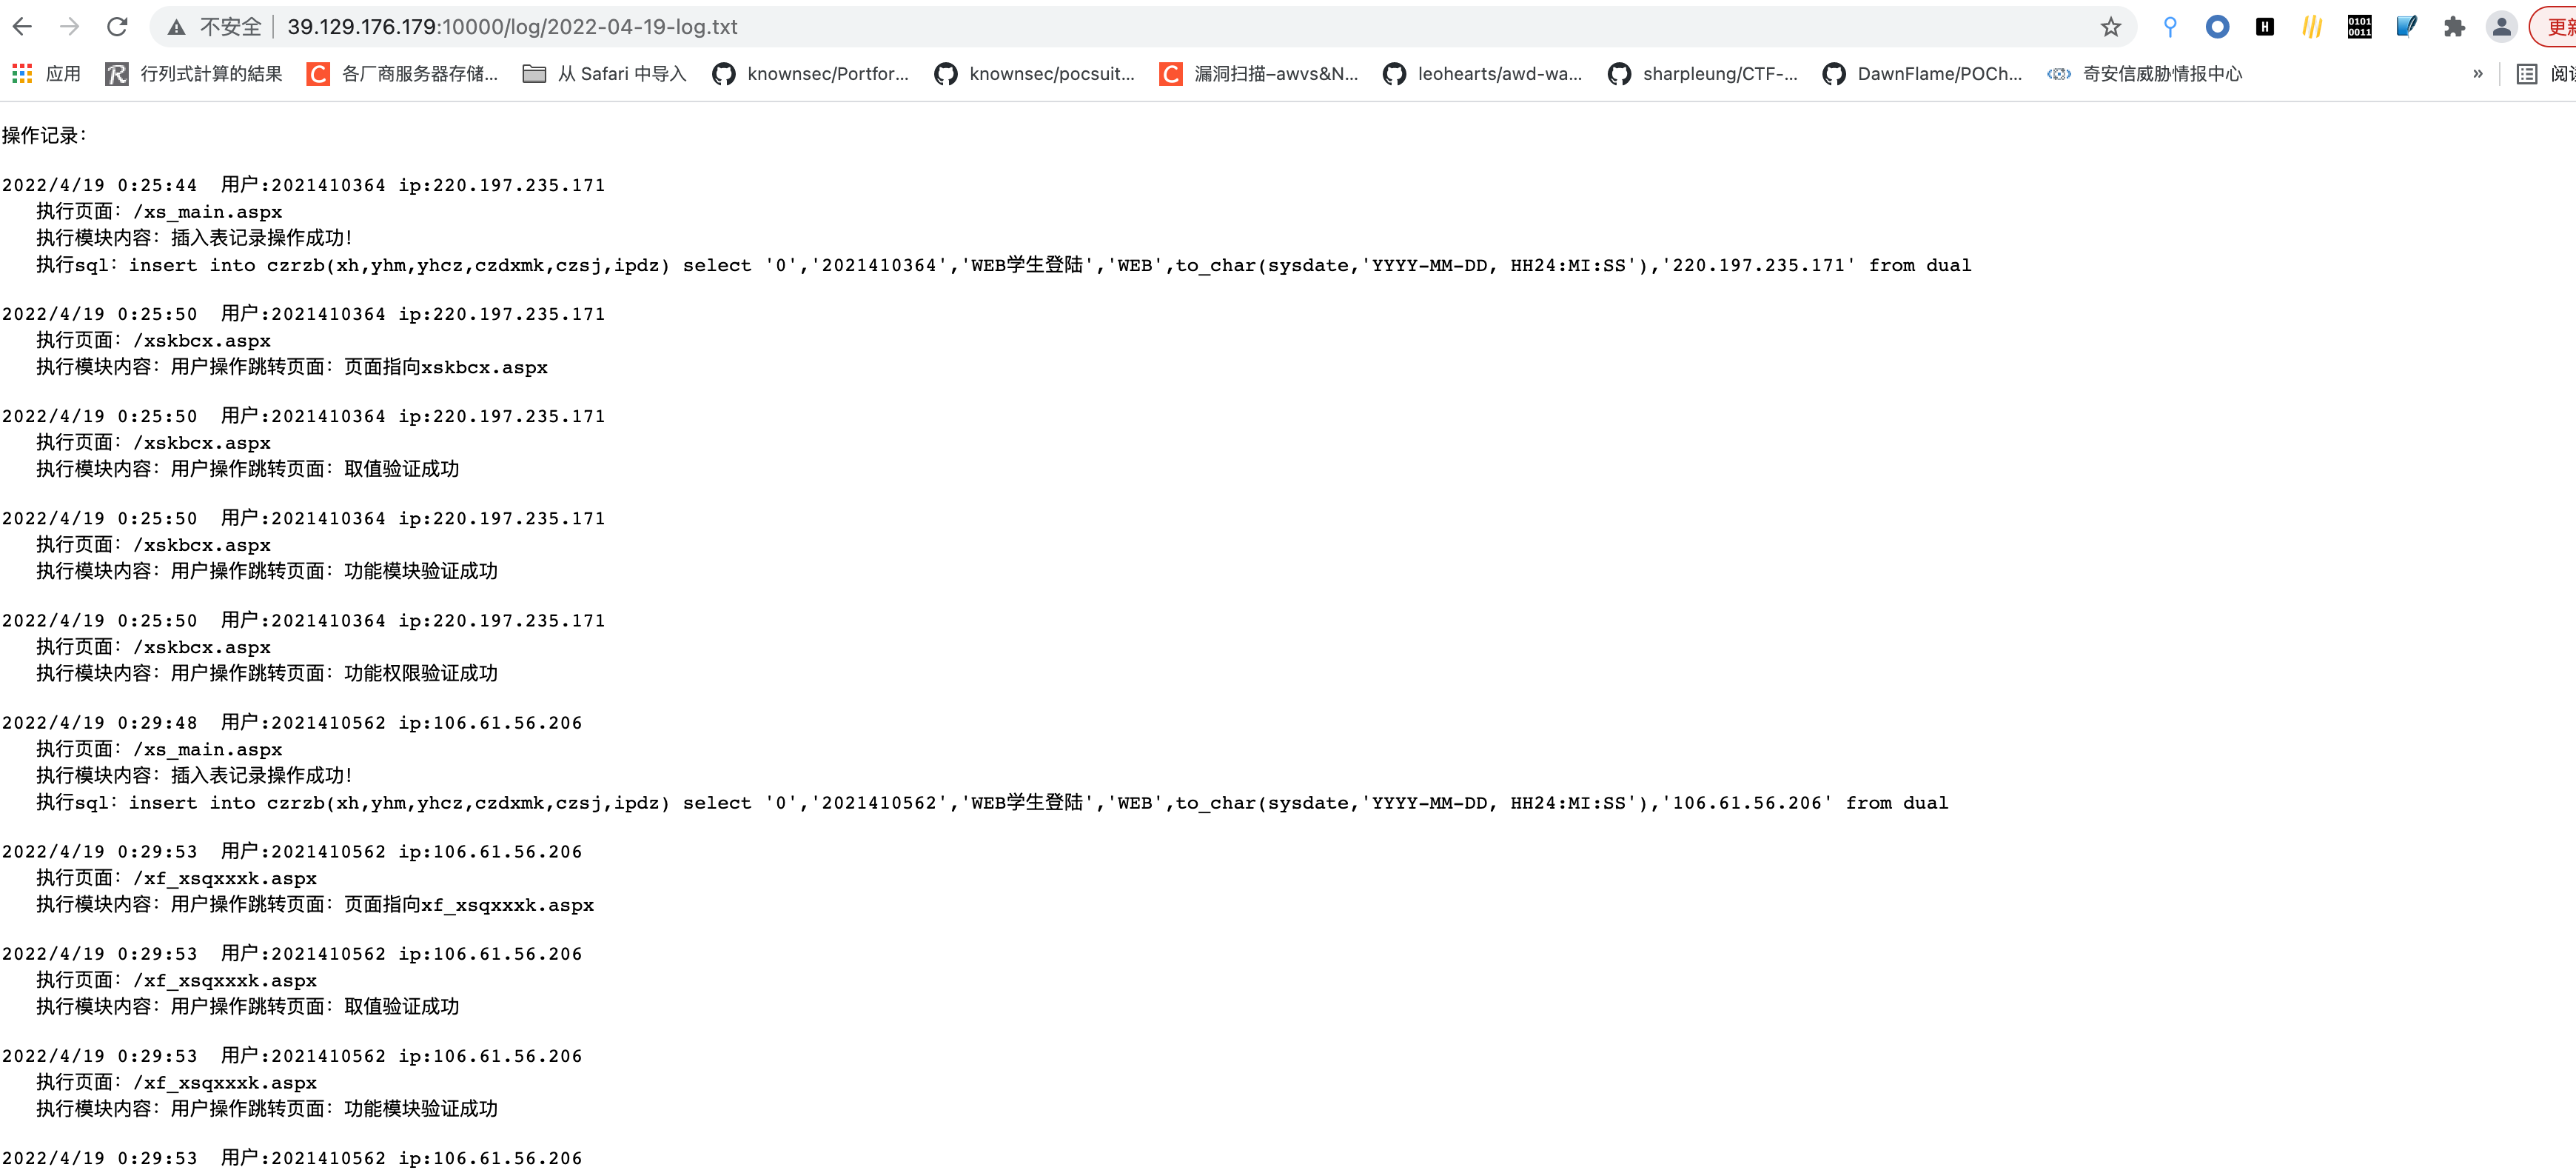 不安全 39.129.176.179:10000/log/2022-04-19-log.txt 更新
应用 行列式計算的結果 各厂商服务器存储... 从 Safari 中导入 knownsec/Portfor... knownsec/pocsuit... 漏洞扫描–awvs&N... leohearts/awd-wa... sharpleung/CTF-... DawnFlame/POCh... 奇安信威胁情报中心 » 阅读
操作记录：
2022/4/19 0:25:44  用户:2021410364 ip:220.197.235.171
执行页面：/xs_main.aspx
执行模块内容：插入表记录操作成功！
执行sql：insert into czrzb(xh,yhm,yhcz,czdxmk,czsj,ipdz) select '0','2021410364','WEB学生登陆','WEB',to_char(sysdate,'YYYY-MM-DD, HH24:MI:SS'),'220.197.235.171' from dual
2022/4/19 0:25:50  用户:2021410364 ip:220.197.235.171
执行页面：/xskbcx.aspx
执行模块内容：用户操作跳转页面：页面指向xskbcx.aspx
2022/4/19 0:25:50  用户:2021410364 ip:220.197.235.171
执行页面：/xskbcx.aspx
执行模块内容：用户操作跳转页面：取值验证成功
2022/4/19 0:25:50  用户:2021410364 ip:220.197.235.171
执行页面：/xskbcx.aspx
执行模块内容：用户操作跳转页面：功能模块验证成功
2022/4/19 0:25:50  用户:2021410364 ip:220.197.235.171
执行页面：/xskbcx.aspx
执行模块内容：用户操作跳转页面：功能权限验证成功
2022/4/19 0:29:48  用户:2021410562 ip:106.61.56.206
执行页面：/xs_main.aspx
执行模块内容：插入表记录操作成功！
执行sql：insert into czrzb(xh,yhm,yhcz,czdxmk,czsj,ipdz) select '0','2021410562','WEB学生登陆','WEB',to_char(sysdate,'YYYY-MM-DD, HH24:MI:SS'),'106.61.56.206' from dual
2022/4/19 0:29:53  用户:2021410562 ip:106.61.56.206
执行页面：/xf_xsqxxxk.aspx
执行模块内容：用户操作跳转页面：页面指向xf_xsqxxxk.aspx
2022/4/19 0:29:53  用户:2021410562 ip:106.61.56.206
执行页面：/xf_xsqxxxk.aspx
执行模块内容：用户操作跳转页面：取值验证成功
2022/4/19 0:29:53  用户:2021410562 ip:106.61.56.206
执行页面：/xf_xsqxxxk.aspx
执行模块内容：用户操作跳转页面：功能模块验证成功
2022/4/19 0:29:53  用户:2021410562 ip:106.61.56.206